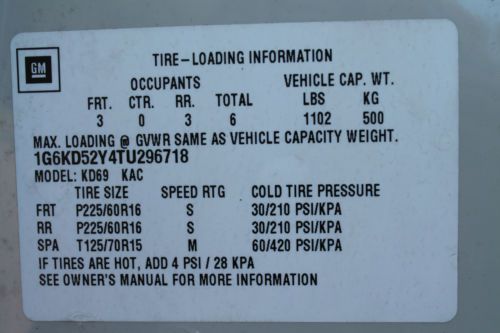 GM
TIRE-LOADING INFORMATION
OCCUPANTS VEHICLE CAP. WT.
FRT. CTR. RR. TOTAL LBS KG
3 0 3 6 1102 500
MAX. LOADING @ GVWR SAME AS VEHICLE CAPACITY WEIGHT.
1G6KD52Y4TU296718
MODEL: KD69 KAC
TIRE SIZE SPEED RTG COLD TIRE PRESSURE
FRT P225/60R16 S 30/210 PSI/KPA
RR P225/60R16 S 30/210 PSI/KPA
SPA T125/70R15 M 60/420 PSI/KPA
IF TIRES ARE HOT, ADD 4 PSI / 28 KPA
SEE OWNER'S MANUAL FOR MORE INFORMATION